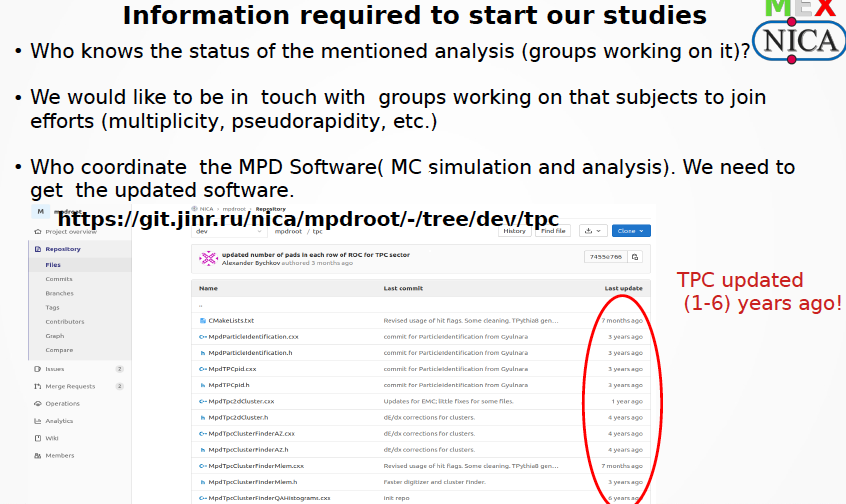 Information required to start our studies
MEX
NICA
• Who knows the status of the mentioned analysis (groups working on it)?
• We would like to be in touch with groups working on that subjects to join
efforts (multiplicity, pseudorapidity, etc.)
• Who coordinate the MPD Software( MC simulation and analysis). We need to
get the updated software.
https://git.jinr.ru/nica/mpdroot/-/tree/dev/tpc
M mpdroot
NICA › mpdroot › Repository
Project overview
dev
mpdroot / tpc
History
Find file
Clone
Repository
Files
Commits
Branches
Tags
Contributors
Graph
Compare
Issues 2
Merge Requests 2
Operations
Analytics
Wiki
Members
updated number of pads in each row of ROC for TPC sector
Alexander Bychkov authored 3 months ago
7455e766
Name Last commit Last update
..
CMakeLists.txt Revised usage of hit flags. Some cleaning. TPythia8 gen... 7 months ago
C++ MpdParticleIdentification.cxx commit for ParticleIdentification from Gyulnara 3 years ago
h MpdParticleIdentification.h commit for ParticleIdentification from Gyulnara 3 years ago
C++ MpdTPCpid.cxx commit for ParticleIdentification from Gyulnara 3 years ago
h MpdTPCpid.h commit for ParticleIdentification from Gyulnara 3 years ago
C++ MpdTpc2dCluster.cxx Updates for EMC; little fixes for some files. 1 year ago
h MpdTpc2dCluster.h dE/dx corrections for clusters. 4 years ago
C++ MpdTpcClusterFinderAZ.cxx dE/dx corrections for clusters. 4 years ago
h MpdTpcClusterFinderAZ.h dE/dx corrections for clusters. 4 years ago
C++ MpdTpcClusterFinderMlem.cxx Revised usage of hit flags. Some cleaning. TPythia8 gen... 7 months ago
h MpdTpcClusterFinderMlem.h Faster digitizer and cluster finder. 3 years ago
C++ MpdTpcClusterFinderQAHistograms.cxx init repo 6 years ago
TPC updated
(1-6) years ago!